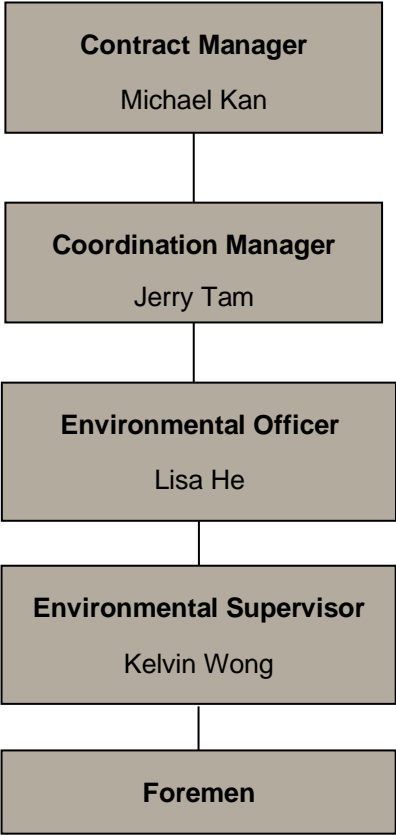 Contract Manager
Michael Kan
Coordination Manager
Jerry Tam
Environmental Officer
Lisa He
Environmental Supervisor
Kelvin Wong
Foremen